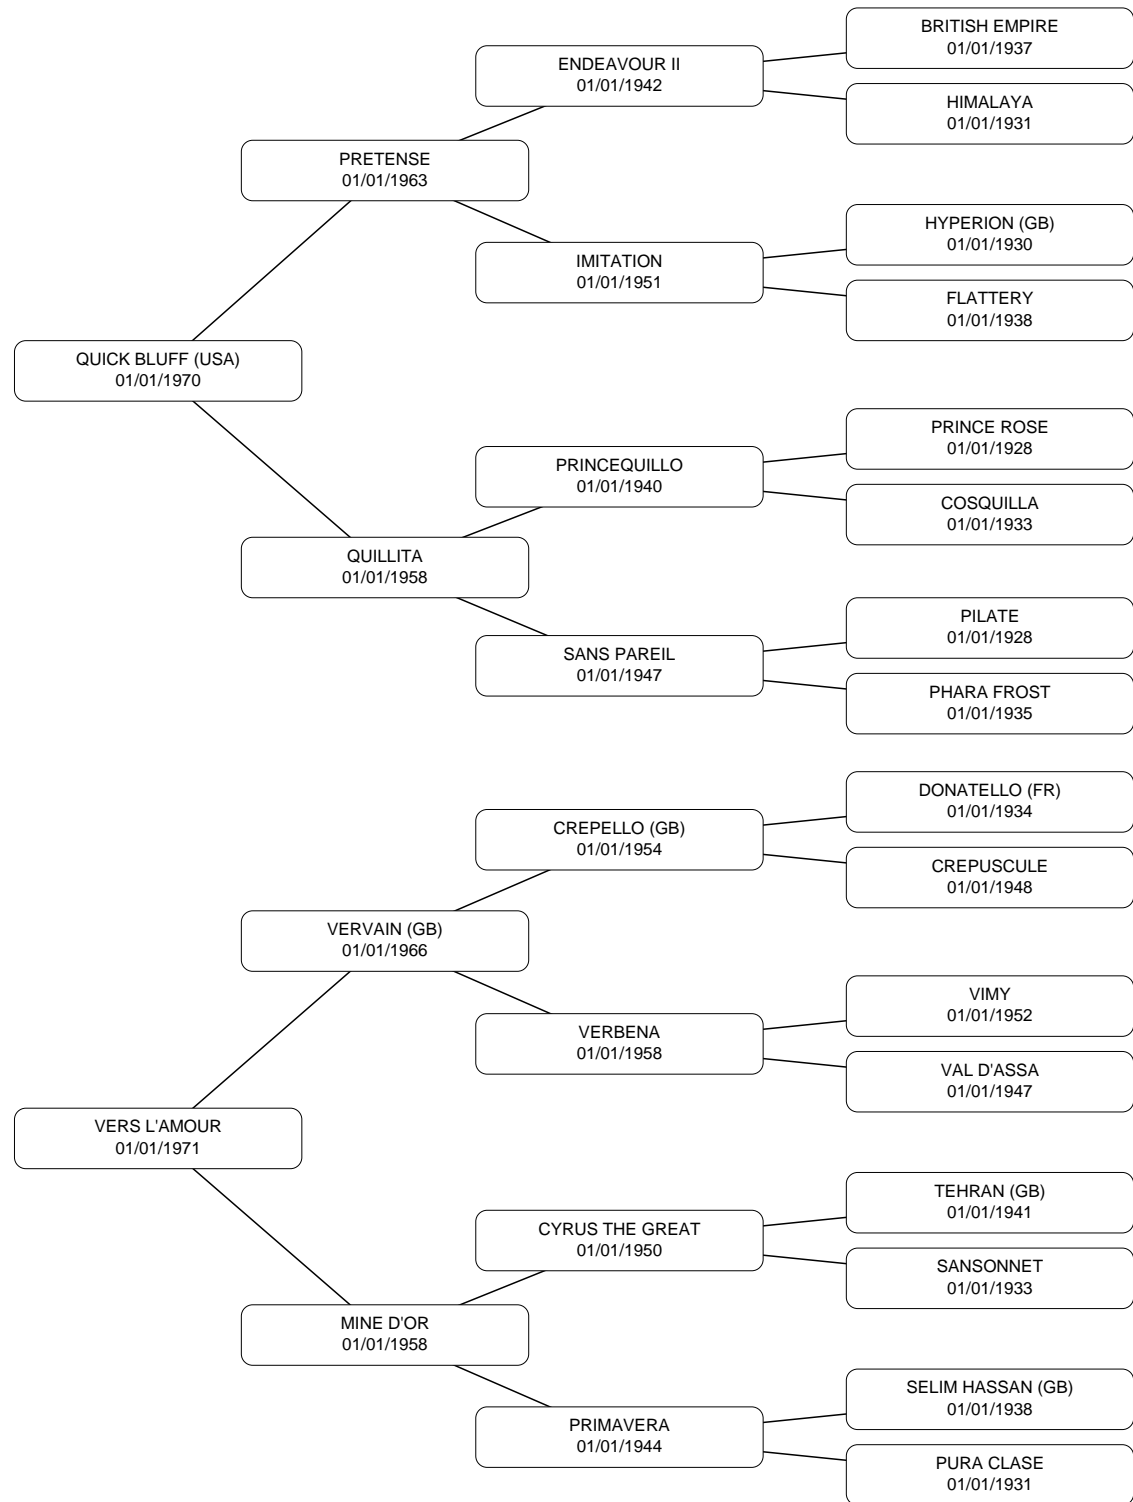 BRITISH EMPIRE
01/01/1937
ENDEAVOUR II
01/01/1942
HIMALAYA
01/01/1931
PRETENSE
01/01/1963
HYPERION (GB)
01/01/1930
IMITATION
01/01/1951
FLATTERY
01/01/1938
QUICK BLUFF (USA)
01/01/1970
PRINCE ROSE
01/01/1928
PRINCEQUILLO
01/01/1940
COSQUILLA
01/01/1933
QUILLITA
01/01/1958
PILATE
01/01/1928
SANS PAREIL
01/01/1947
PHARA FROST
01/01/1935
DONATELLO (FR)
01/01/1934
CREPELLO (GB)
01/01/1954
CREPUSCULE
01/01/1948
VERVAIN (GB)
01/01/1966
VIMY
01/01/1952
VERBENA
01/01/1958
VAL D'ASSA
01/01/1947
VERS L'AMOUR
01/01/1971
TEHRAN (GB)
01/01/1941
CYRUS THE GREAT
01/01/1950
SANSONNET
01/01/1933
MINE D'OR
01/01/1958
SELIM HASSAN (GB)
01/01/1938
PRIMAVERA
01/01/1944
PURA CLASE
01/01/1931